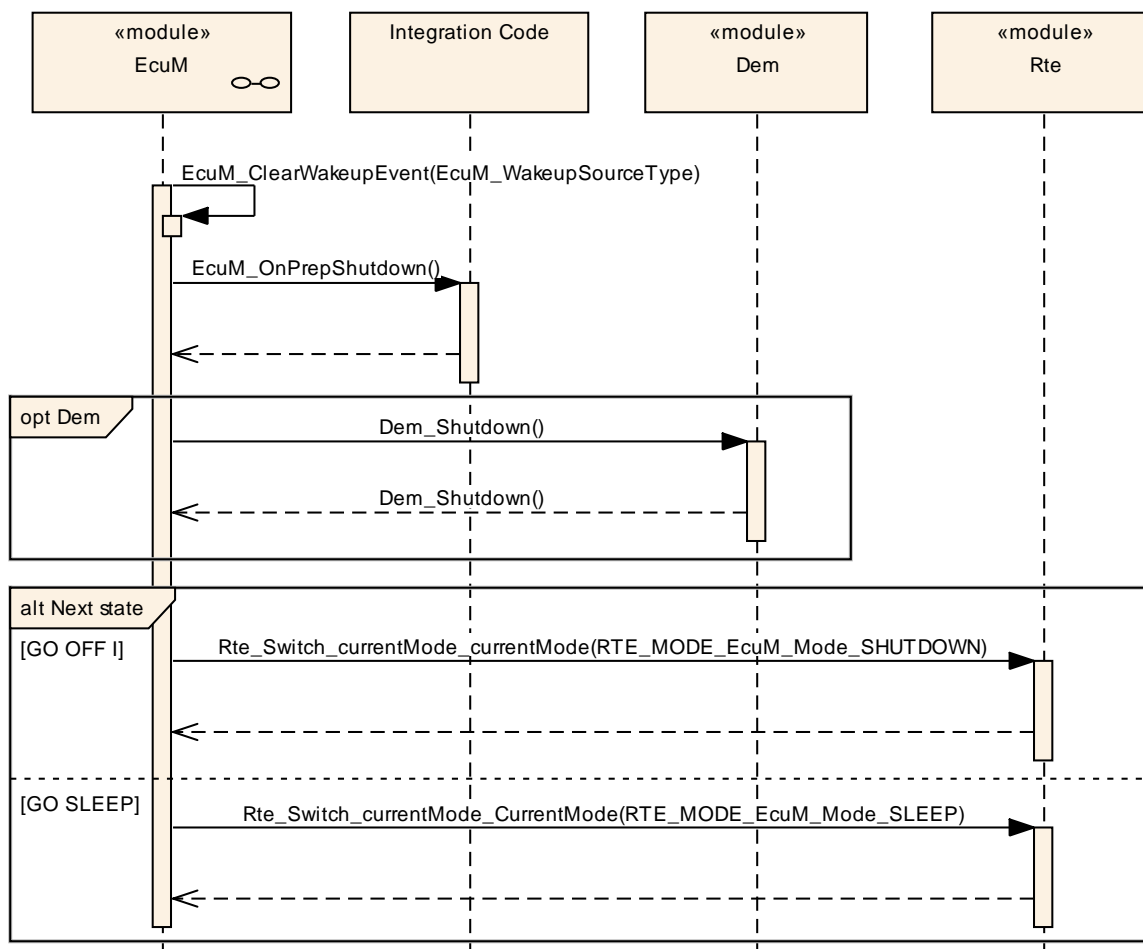 «module»
EcuM
Integration Code
«module»
Dem
«module»
Rte
EcuM_ClearWakeupEvent(EcuM_WakeupSourceType)
EcuM_OnPrepShutdown()
opt Dem
Dem_Shutdown()
Dem_Shutdown()
alt Next state
[GO OFF I]
Rte_Switch_currentMode_currentMode(RTE_MODE_EcuM_Mode_SHUTDOWN)
[GO SLEEP]
Rte_Switch_currentMode_CurrentMode(RTE_MODE_EcuM_Mode_SLEEP)